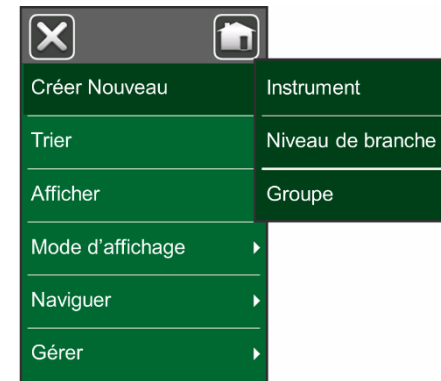 Créer Nouveau
Trier
Afficher
Mode d'affichage
Naviguer
Gérer
Instrument
Niveau de branche
Groupe